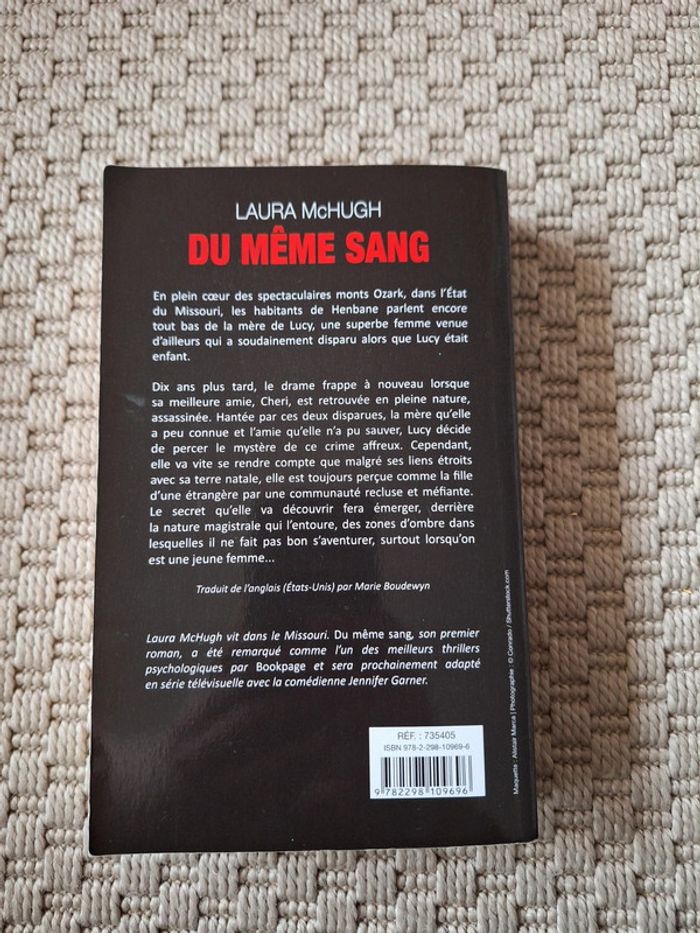 LAURA McHUGH
DU MÊME SANG
En plein cœur des spectaculaires monts Ozark, dans l'État
du Missouri, les habitants de Henbane parlent encore
tout bas de la mère de Lucy, une superbe femme venue
d'ailleurs qui a soudainement disparu alors que Lucy était
enfant.
Dix ans plus tard, le drame frappe à nouveau lorsque
sa meilleure amie, Cheri, est retrouvée en pleine nature,
assassinée. Hantée par ces deux disparues, la mère qu'elle
a peu connue et l'amie qu'elle n'a pu sauver, Lucy décide
de percer le mystère de ce crime affreux. Cependant,
elle va vite se rendre compte que malgré ses liens étroits
avec sa terre natale, elle est toujours perçue comme la fille
d'une étrangère par une communauté recluse et méfiante.
Le secret qu'elle va découvrir fera émerger, derrière
la nature magistrale qui l'entoure, des zones d'ombre dans
lesquelles il ne fait pas bon s'aventurer, surtout lorsqu'on
est une jeune femme...
Traduit de l'anglais (États-Unis) par Marie Boudewyn
Laura McHugh vit dans le Missouri. Du même sang, son premier
roman, a été remarqué comme l'un des meilleurs thrillers
psychologiques par Bookpage et sera prochainement adapté
en série télévisuelle avec la comédienne Jennifer Garner.
RÉF. : 735405
ISBN 978-2-298-10969-6
9 782298 109696
Maquette : Alistair Marca | Photographie : © Conrado / Shutterstock.com